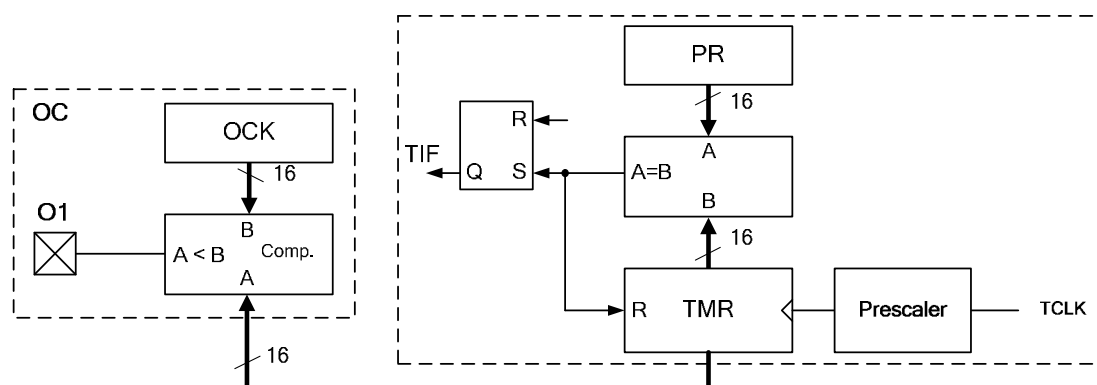 PR
OC
OCK
16
R
TIF
16
Q
S
A
A=B
B
O1
B
A < B
Comp.
A
16
R
TMR
Prescaler
TCLK
16